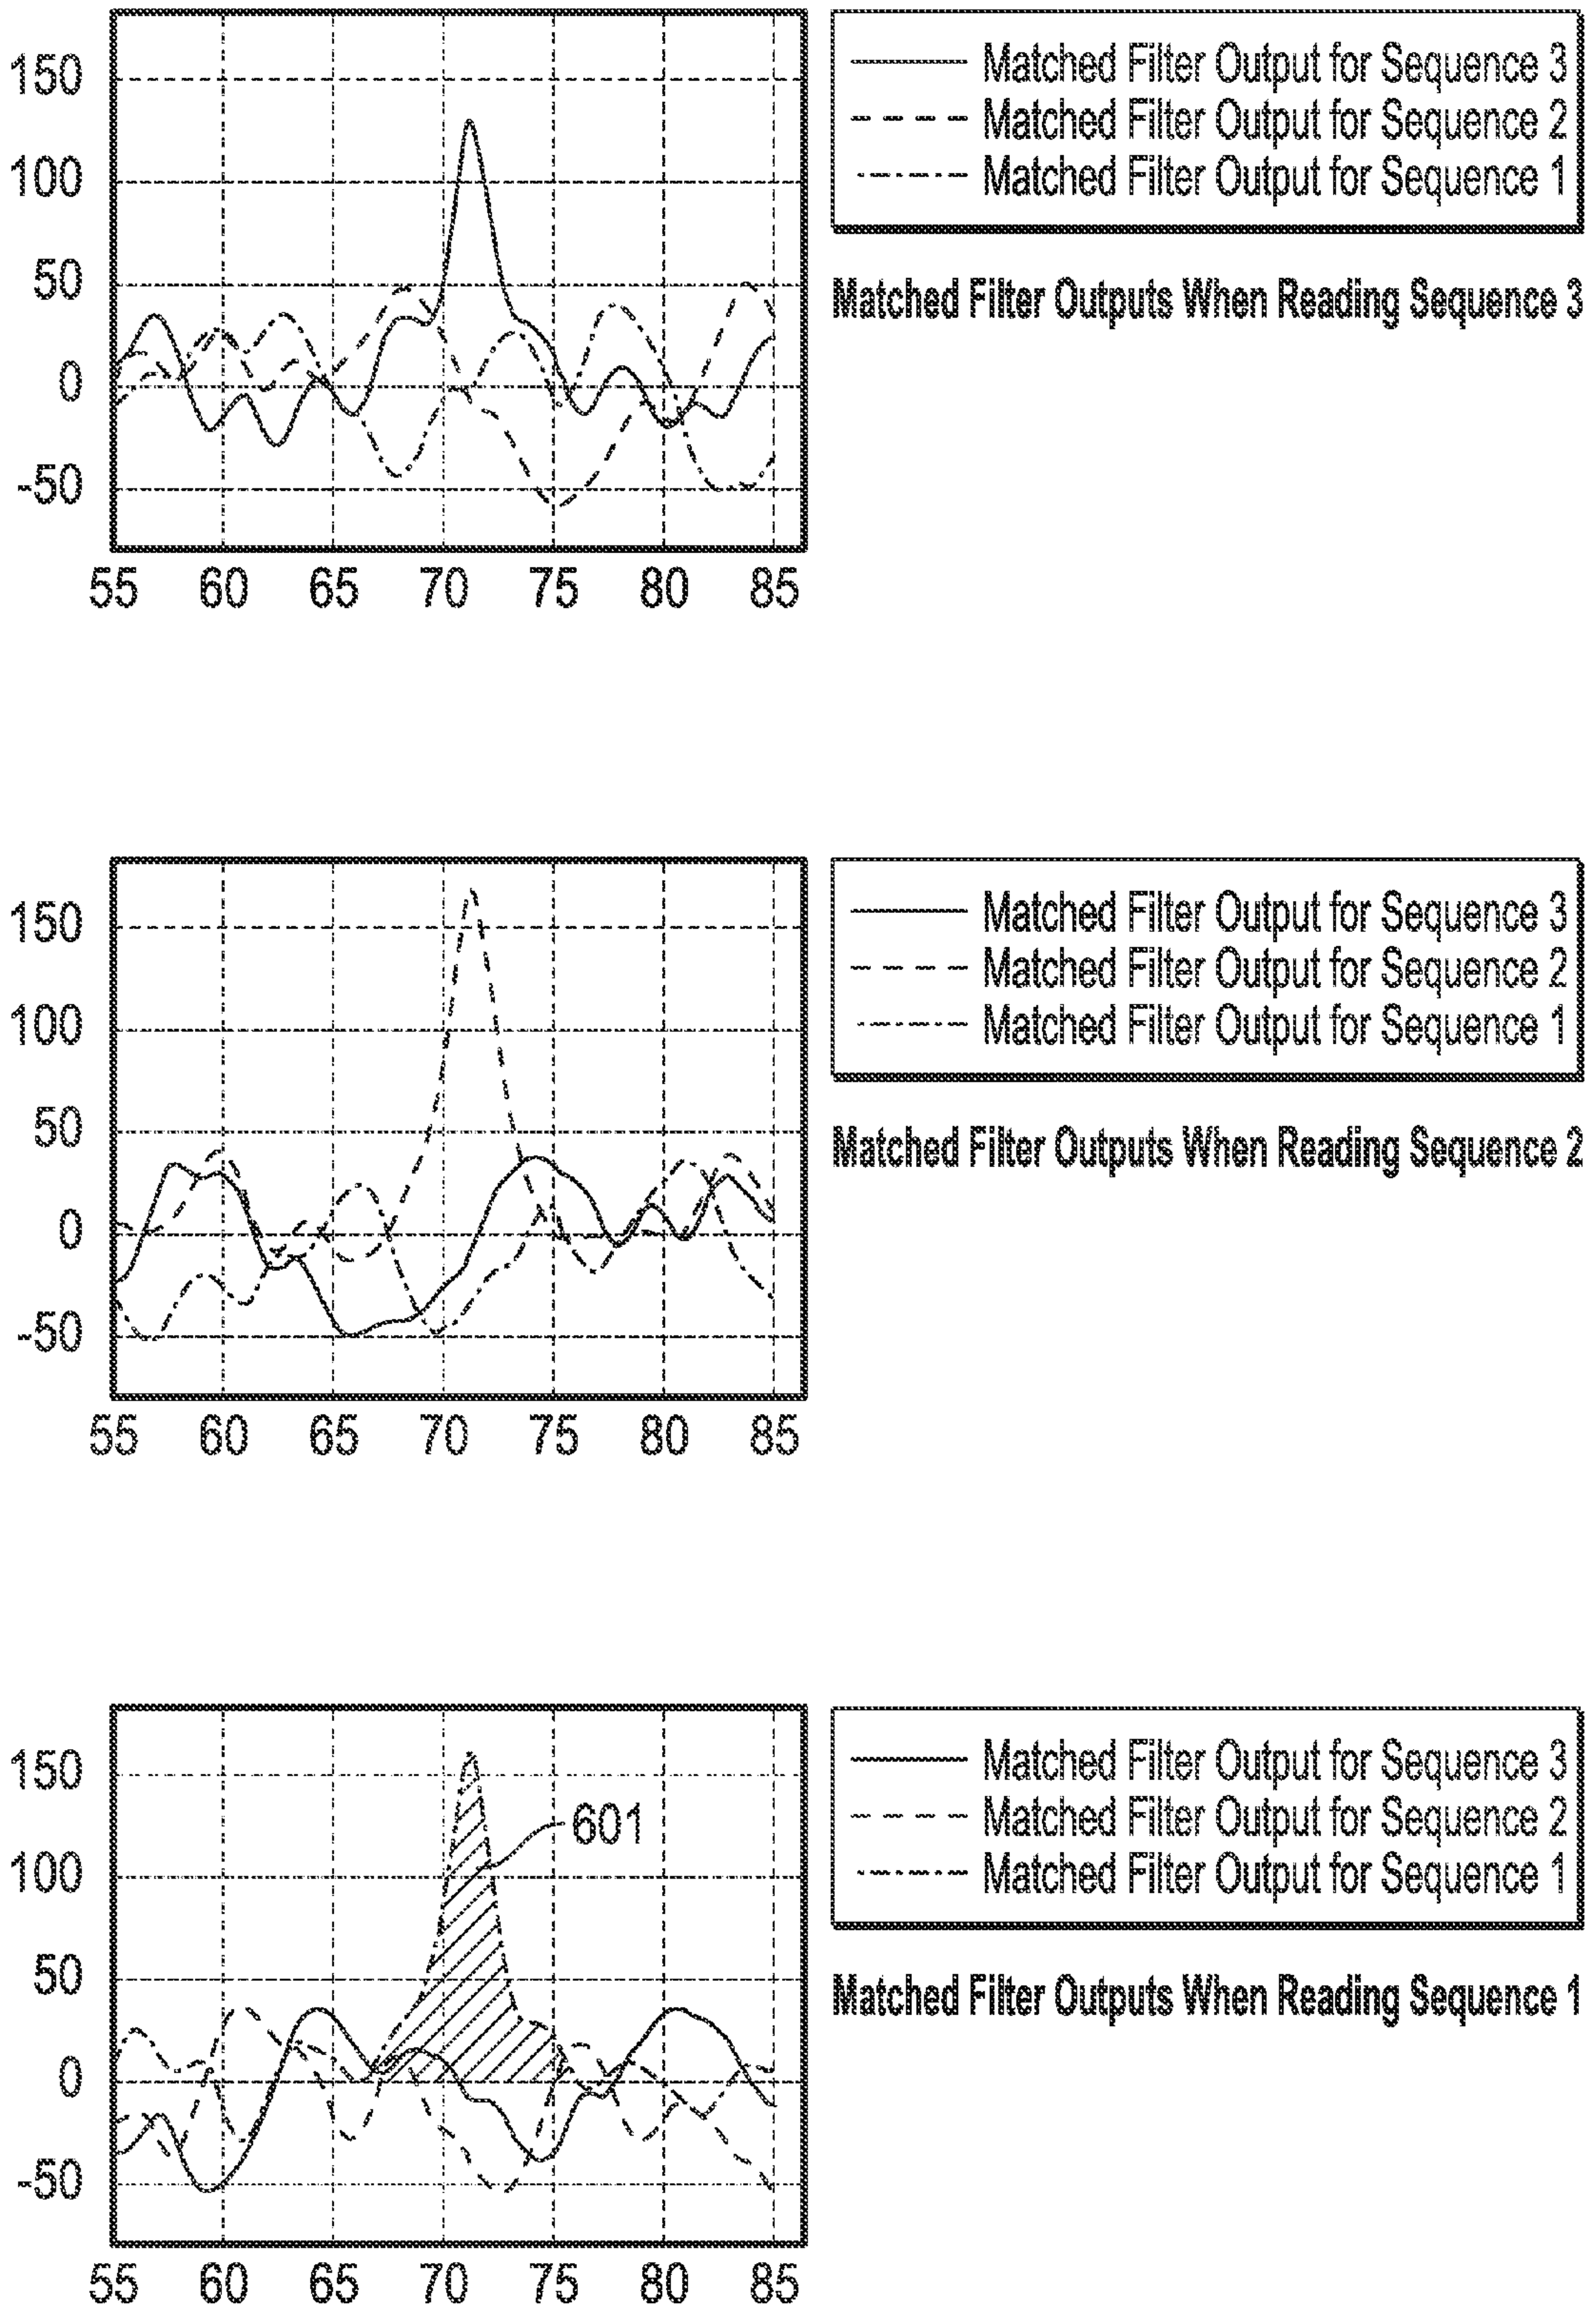 150
100
50
0
-50
55 60 65 70 75 80 85
Matched Filter Output for Sequence 3
Matched Filter Output for Sequence 2
Matched Filter Output for Sequence 1
Matched Filter Outputs When Reading Sequence 3
150
100
50
0
-50
55 60 65 70 75 80 85
Matched Filter Output for Sequence 3
Matched Filter Output for Sequence 2
Matched Filter Output for Sequence 1
Matched Filter Outputs When Reading Sequence 2
150
100
50
0
-50
601
55 60 65 70 75 80 85
Matched Filter Output for Sequence 3
Matched Filter Output for Sequence 2
Matched Filter Output for Sequence 1
Matched Filter Outputs When Reading Sequence 1